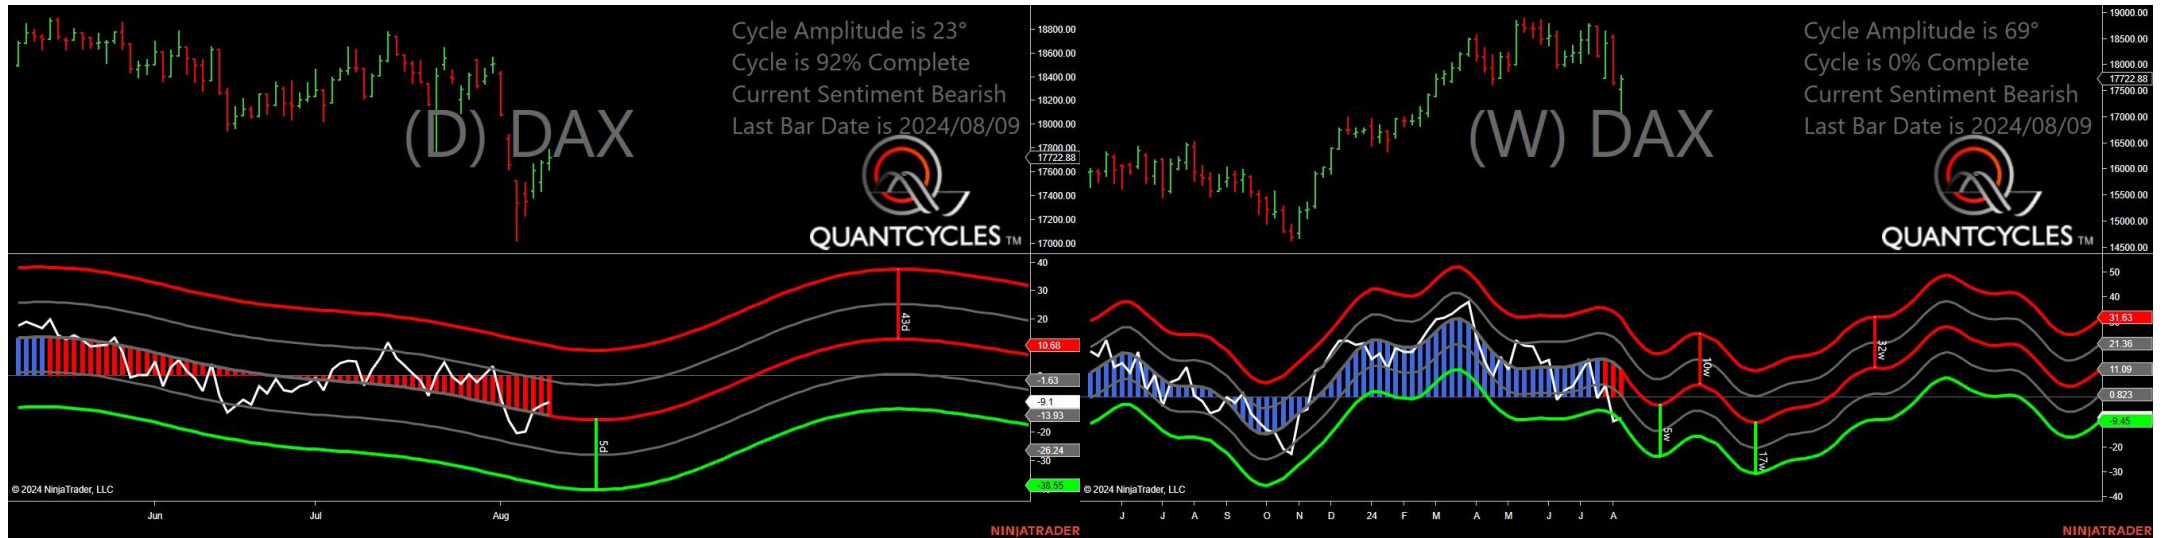 Cycle Amplitude is 23°
Cycle is 92% Complete
Current Sentiment Bearish
Last Bar Date is 2024/08/09
(D) DAX
QUANTCYCLES TM
18800.00
18600.00
18400.00
18200.00
18000.00
17800.00
17722.88
17600.00
17400.00
17200.00
17000.00
40
30
20
10.68
-1.63
-9.1
-13.93
-20
-26.24
-30
-38.55
43d
5d
© 2024 NinjaTrader, LLC
Jun
Jul
Aug
NINJATRADER
Cycle Amplitude is 69°
Cycle is 0% Complete
Current Sentiment Bearish
Last Bar Date is 2024/08/09
(W) DAX
QUANTCYCLES TM
19000.00
18500.00
18000.00
17722.88
17500.00
17000.00
16500.00
16000.00
15500.00
15000.00
14500.00
50
40
31.63
21.36
11.09
0.823
-9.45
-20
-30
-40
10w
32w
5w
17w
© 2024 NinjaTrader, LLC
J
J
A
S
O
N
D
24
F
M
A
M
J
J
A
NINJATRADER